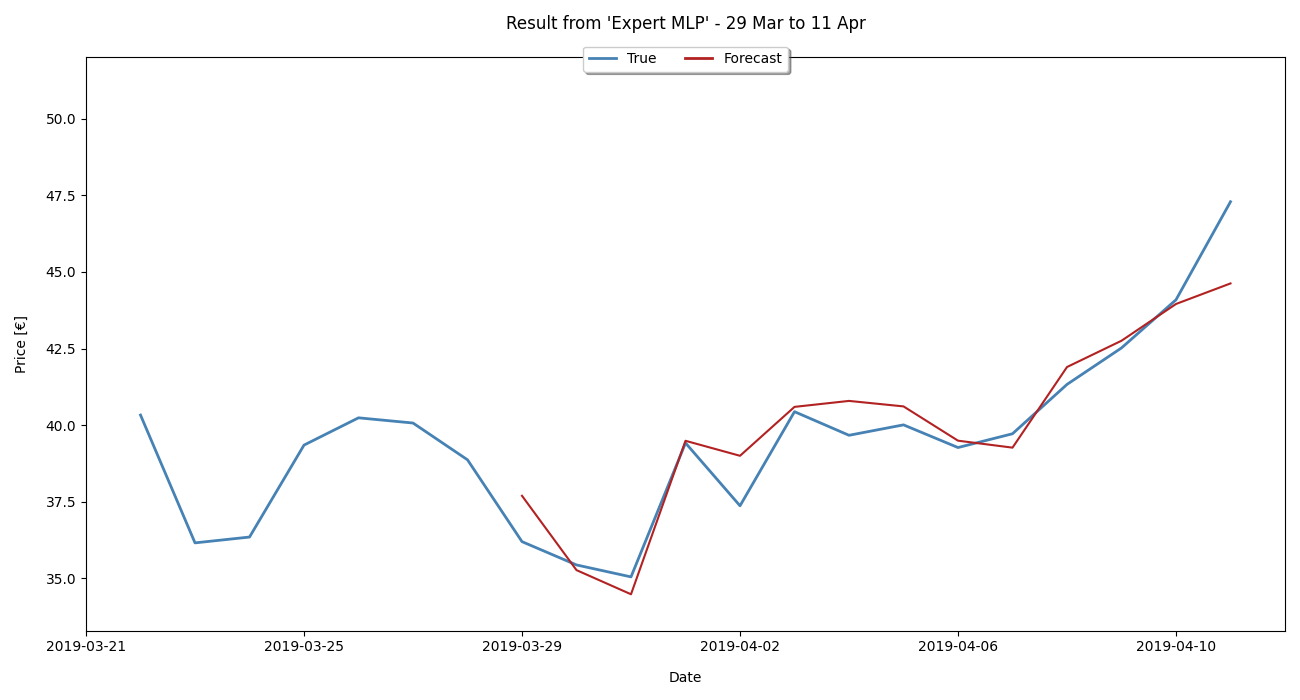 Result from 'Expert MLP' - 29 Mar to 11 Apr
True Forecast
50.0
47.5
45.0
42.5
40.0
37.5
35.0
Price [€]
2019-03-21 2019-03-25 2019-03-29 2019-04-02 2019-04-06 2019-04-10
Date